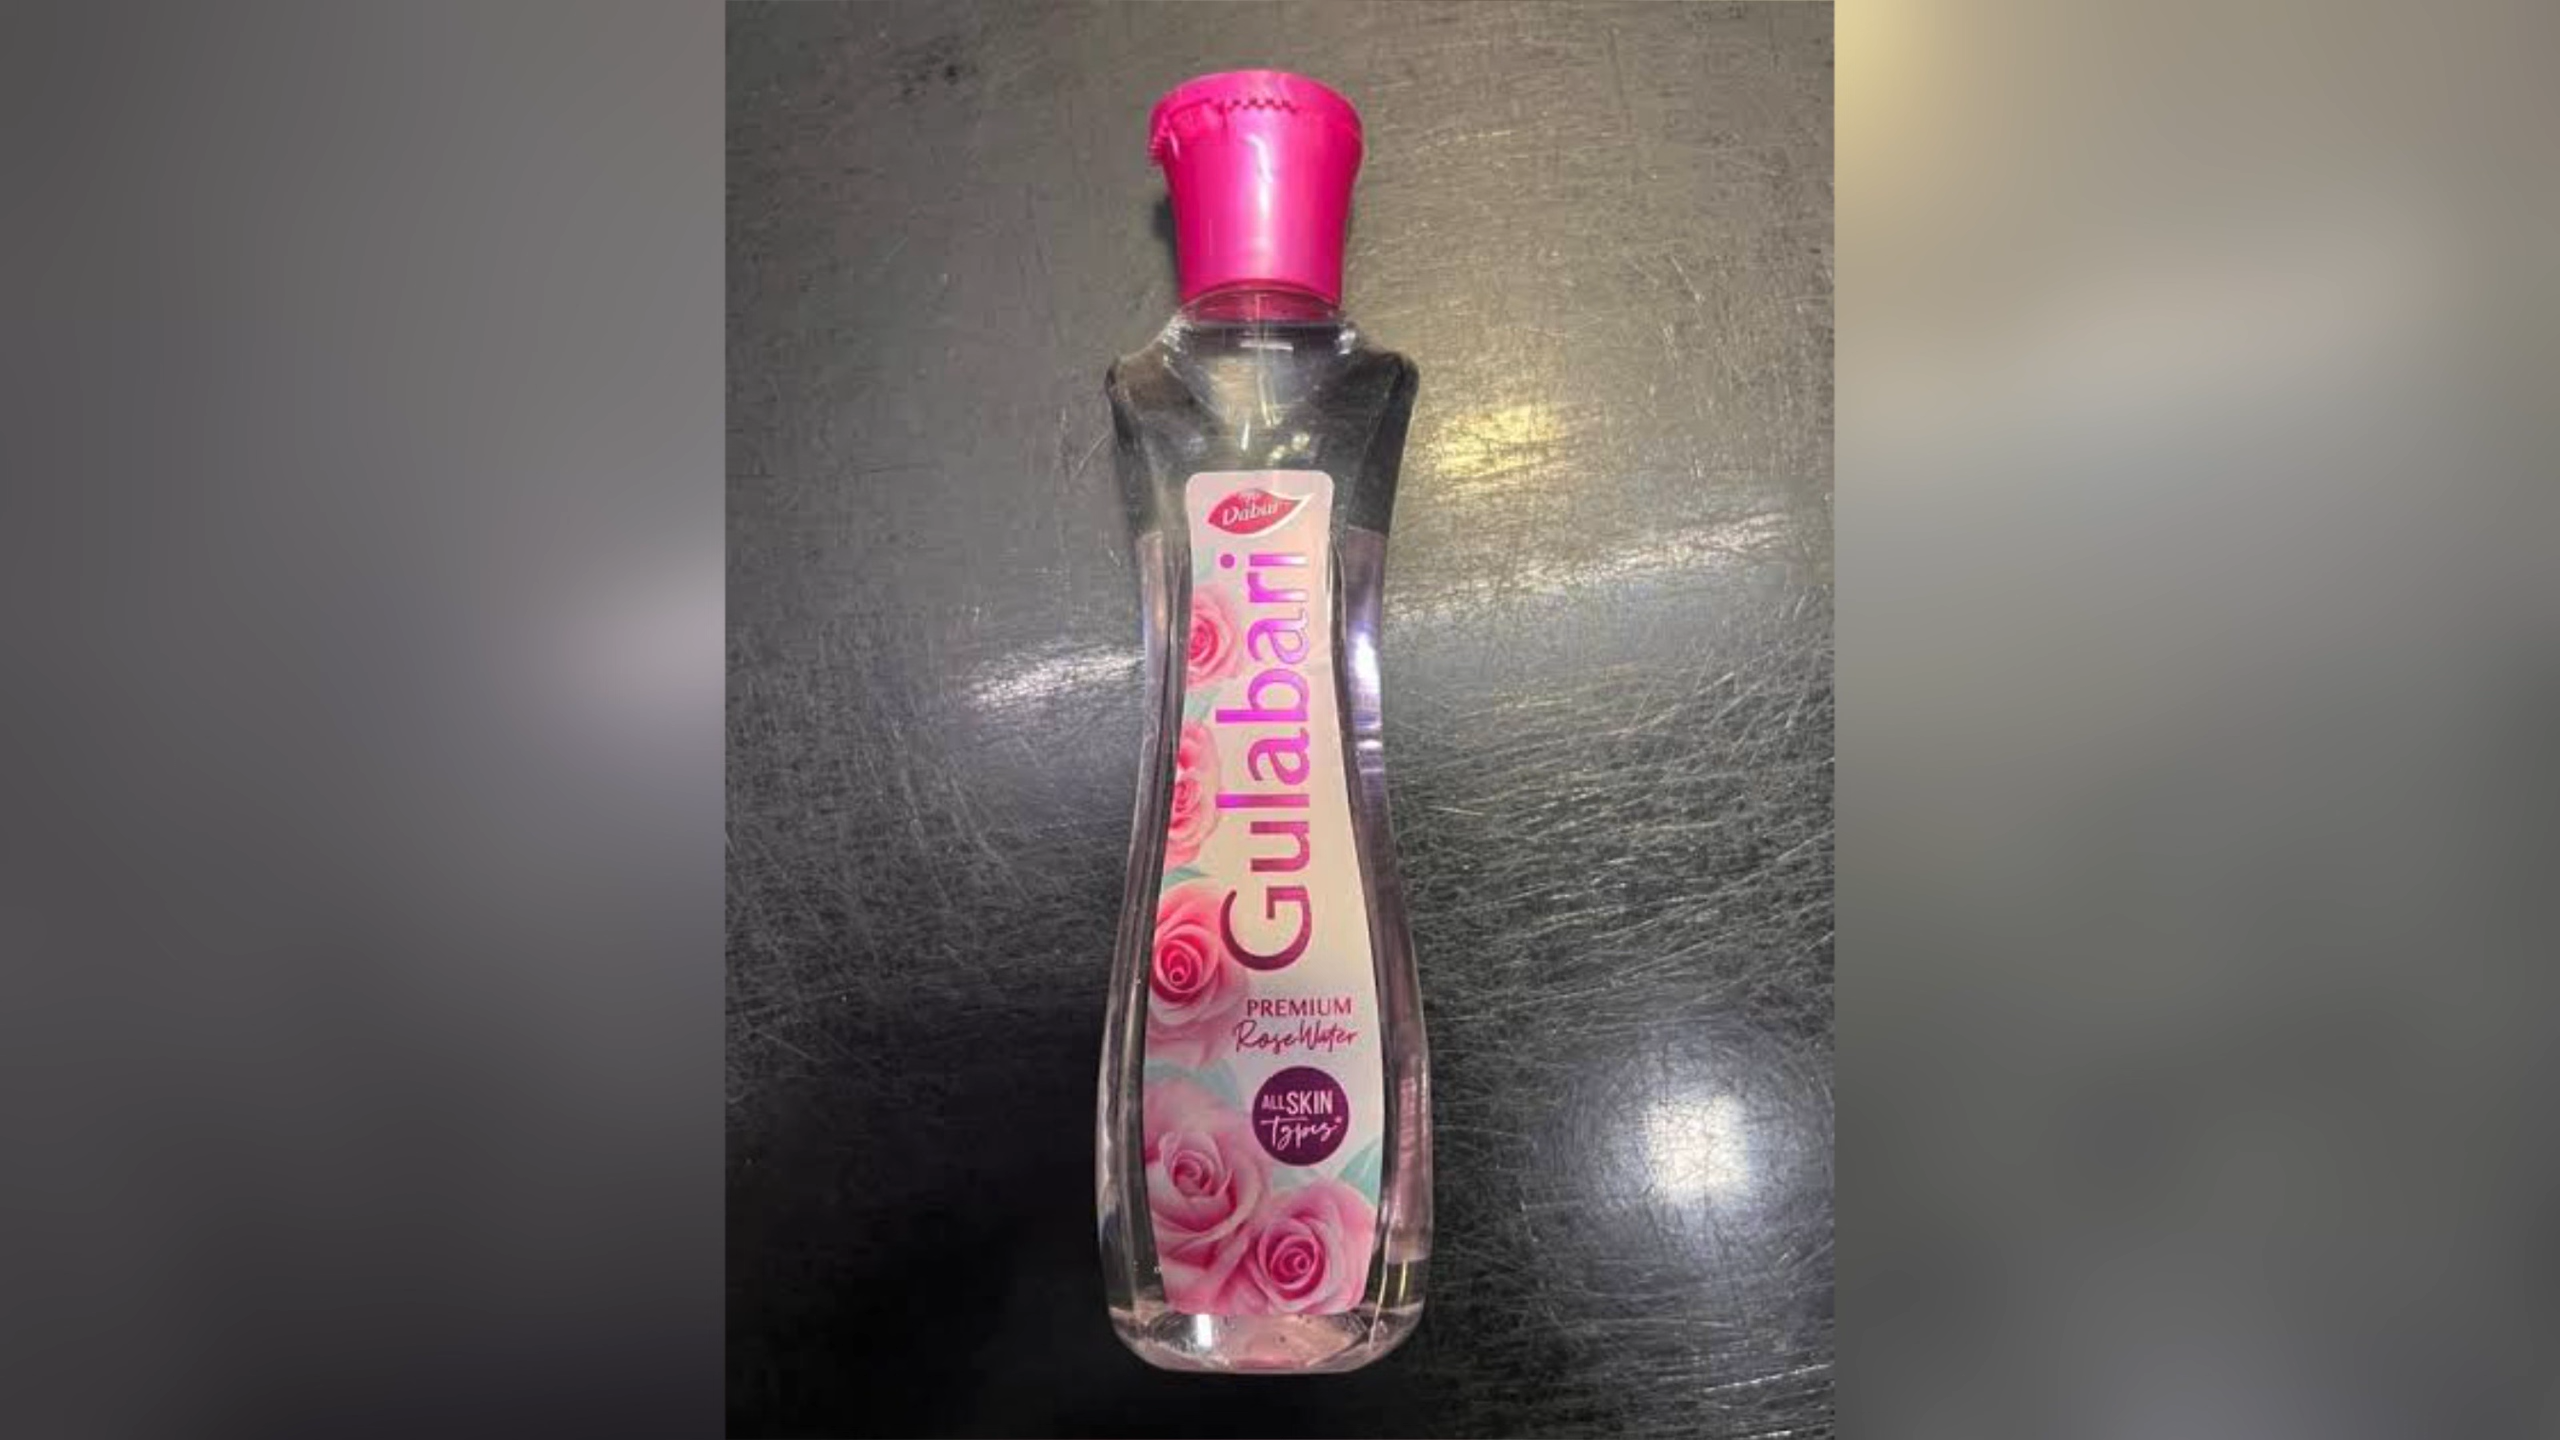 Dabur
Gulabari
PREMIUM
Rose Water
ALL SKIN
Types*